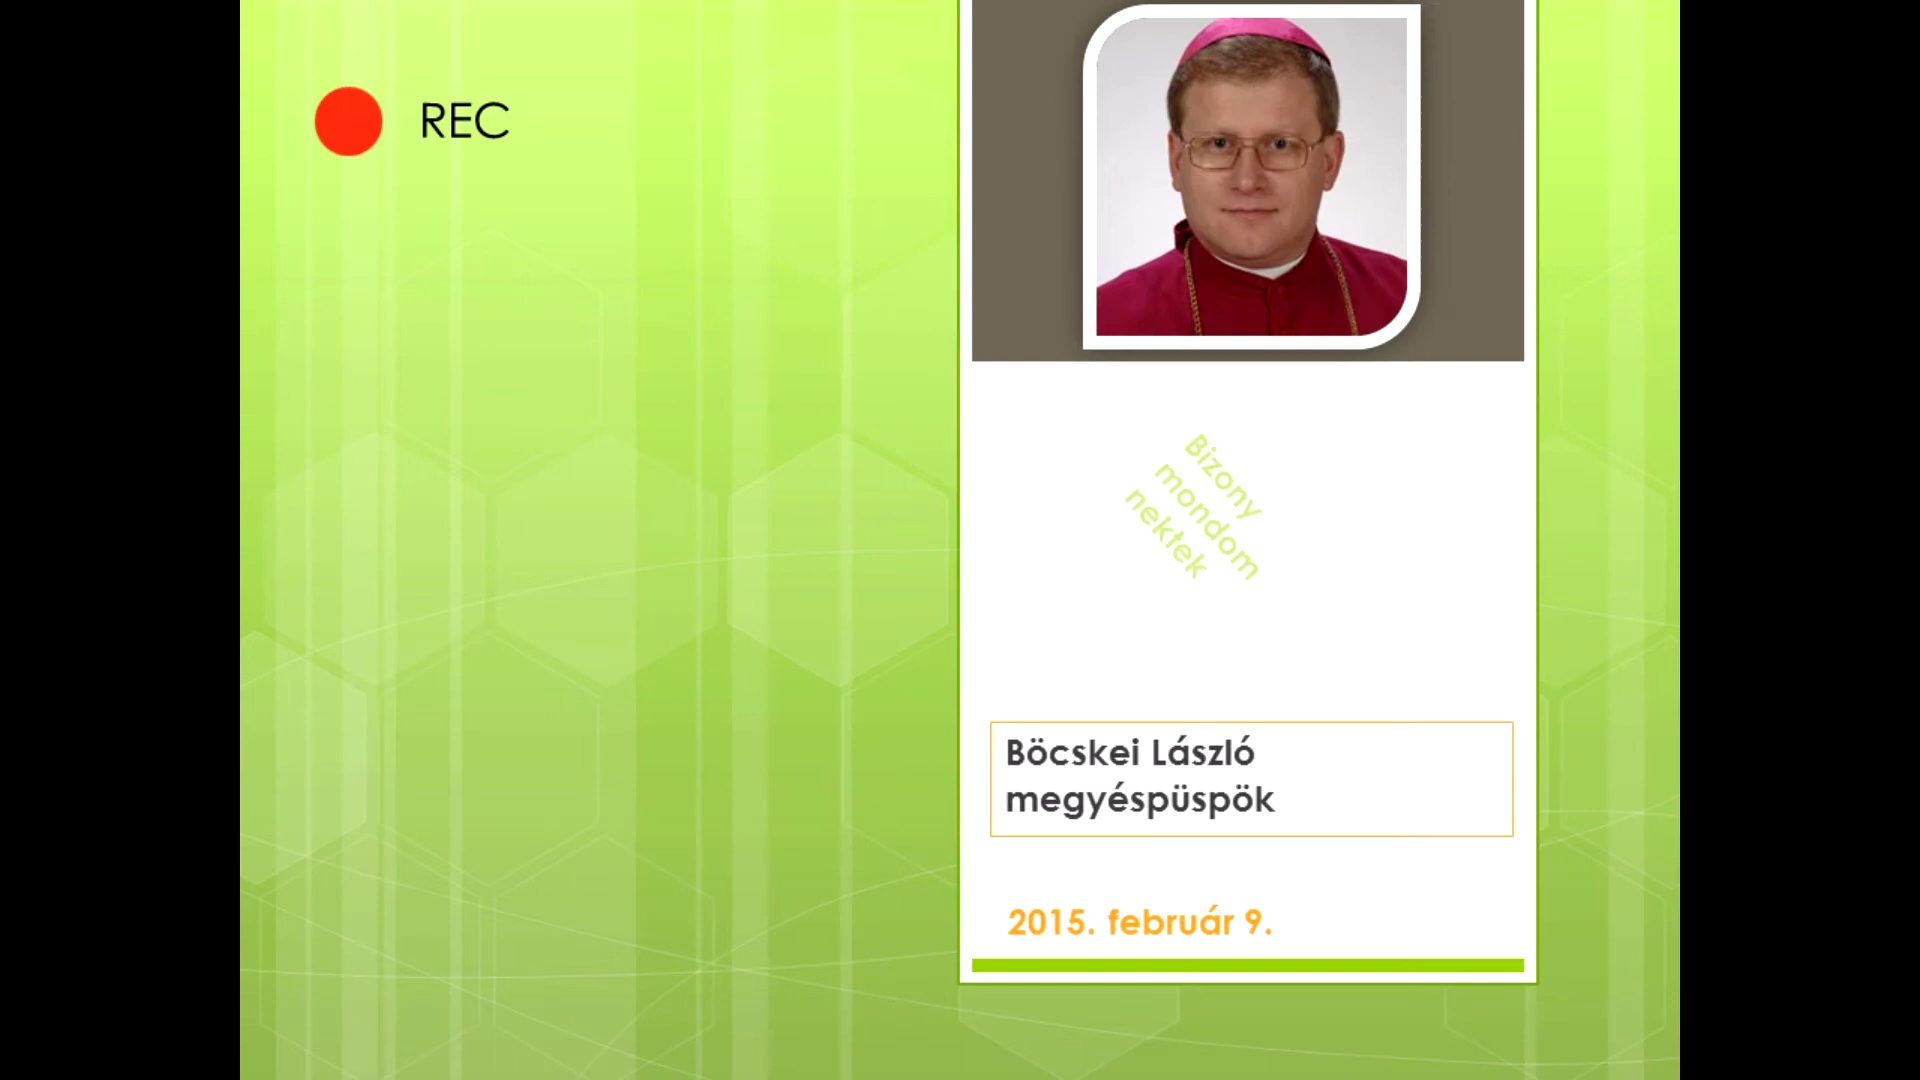 REC
Bizony
mondom
nektek
Böcskei László
megyéspüspök
2015. február 9.